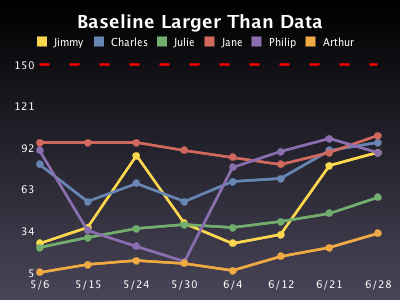 Baseline Larger Than Data
Jimmy Charles Julie Jane Philip Arthur
150
121
92
63
34
5
5/6 5/15 5/24 5/30 6/4 6/12 6/21 6/28